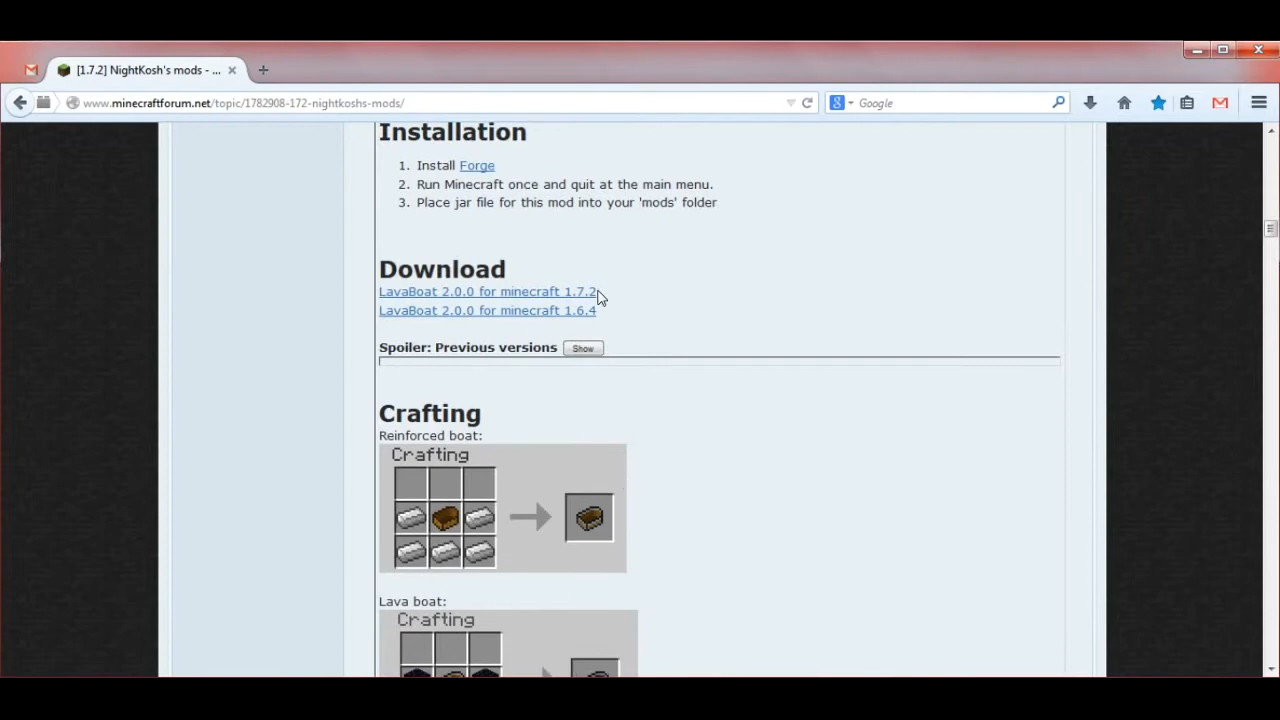 [1.7.2] NightKosh's mods - ...
www.minecraftforum.net/topic/1782908-172-nightkoshs-mods/
Google
Installation
1. Install Forge
2. Run Minecraft once and quit at the main menu.
3. Place jar file for this mod into your 'mods' folder
Download
LavaBoat 2.0.0 for minecraft 1.7.2
LavaBoat 2.0.0 for minecraft 1.6.4
Spoiler: Previous versions Show
Crafting
Reinforced boat:
Crafting
Lava boat:
Crafting